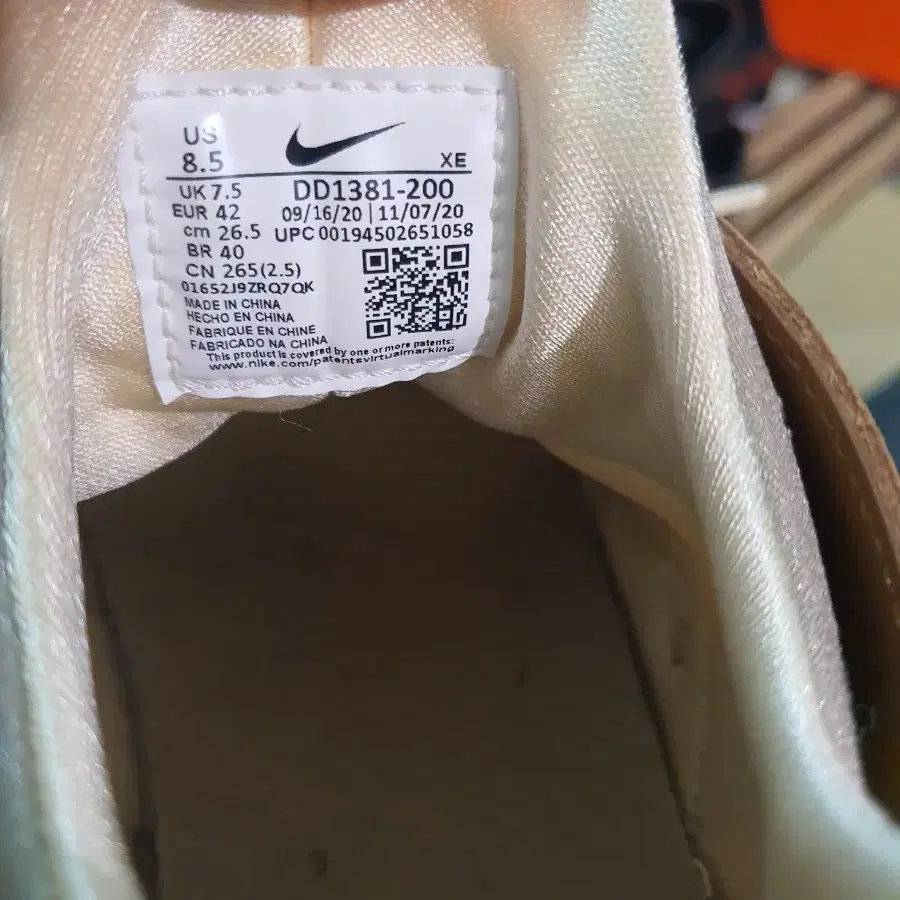 US
8.5 XE
UK 7.5 DD1381-200
EUR 42 09/16/20 | 11/07/20
cm 26.5 UPC 00194502651058
BR 40
CN 265(2.5)
01652J9ZRQ7QK
MADE IN CHINA
HECHO EN CHINA
FABRIQUE EN CHINE
FABRICADO NA CHINA
This product is covered by one or more patents:
www.nike.com/patentsvirtualmarking